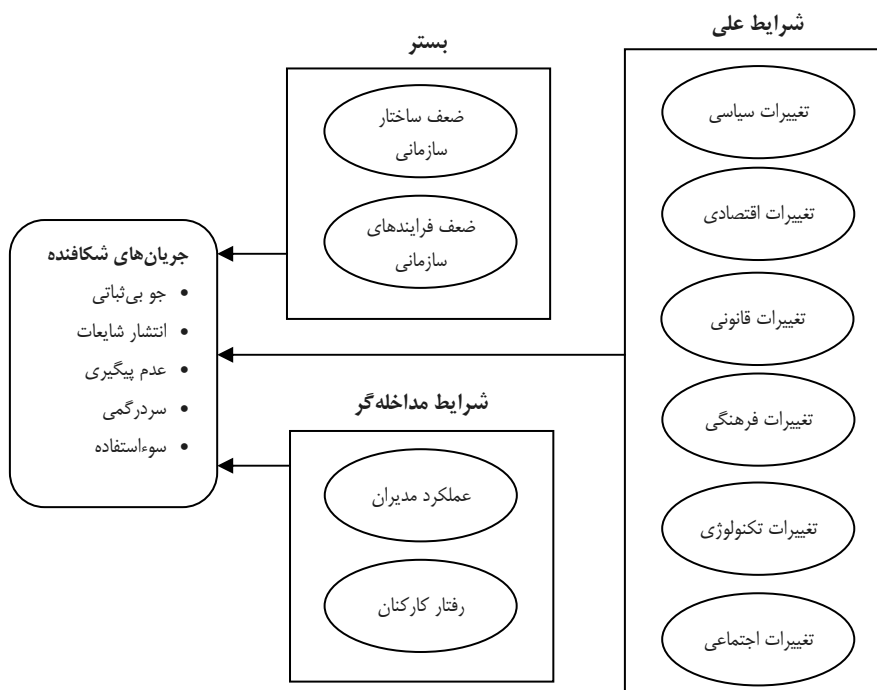 شرایط علی
تغییرات سیاسی
تغییرات اقتصادی
تغییرات قانونی
تغییرات فرهنگی
تغییرات تکنولوژی
تغییرات اجتماعی
بستر
ضعف ساختار
سازمانی
ضعف فرایندهای
سازمانی
شرایط مداخله‌گر
عملکرد مدیران
رفتار کارکنان
جریان‌های شکافنده
• جو بی‌ثباتی
• انتشار شایعات
• عدم پیگیری
• سردرگمی
• سوءاستفاده